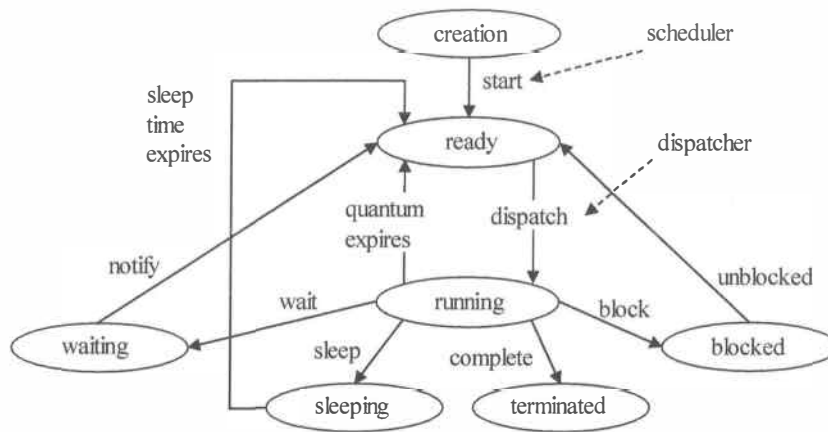 creation
scheduler
start
sleep
time
expires
ready
dispatcher
quantum
expires
dispatch
notify
unblocked
wait
running
block
waiting
blocked
sleep
complete
sleeping
terminated